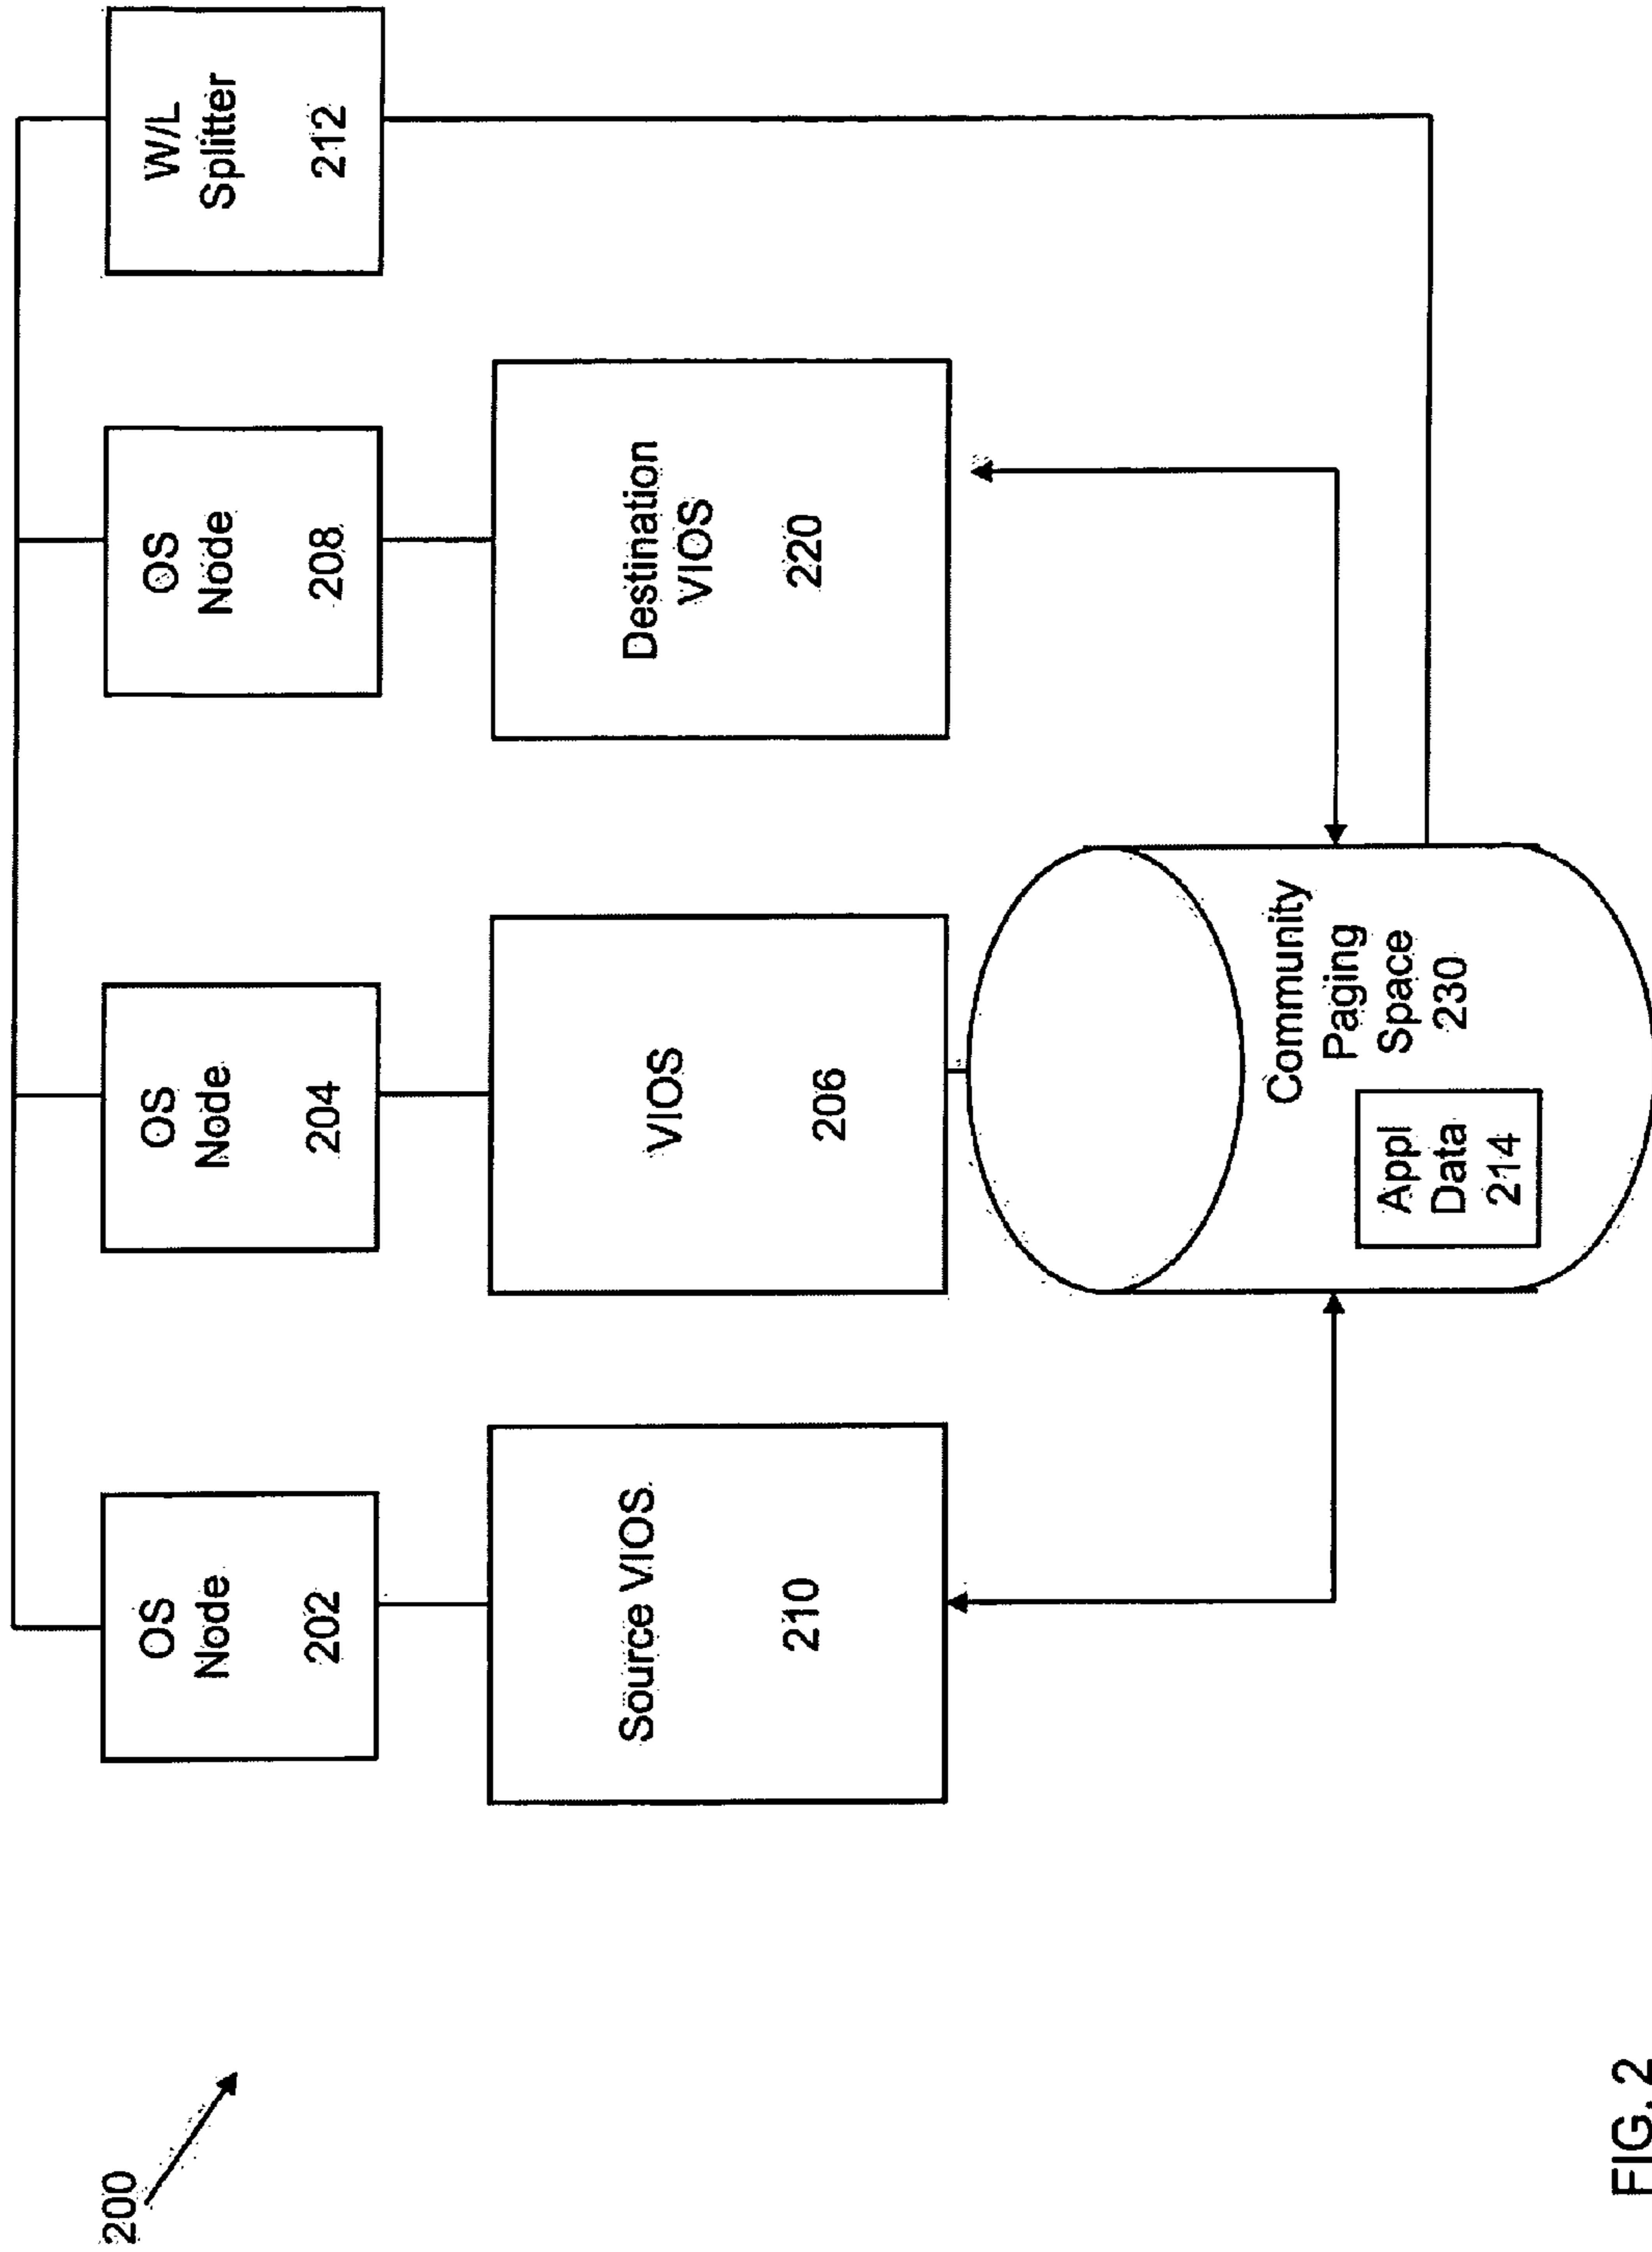 200
OS
Node
202
OS
Node
204
OS
Node
208
W/L
Splitter
212
Source VIOS
210
VIOS
206
Destination
VIOS
220
Community
Paging
Space
230
Appl
Data
214
FIG. 2